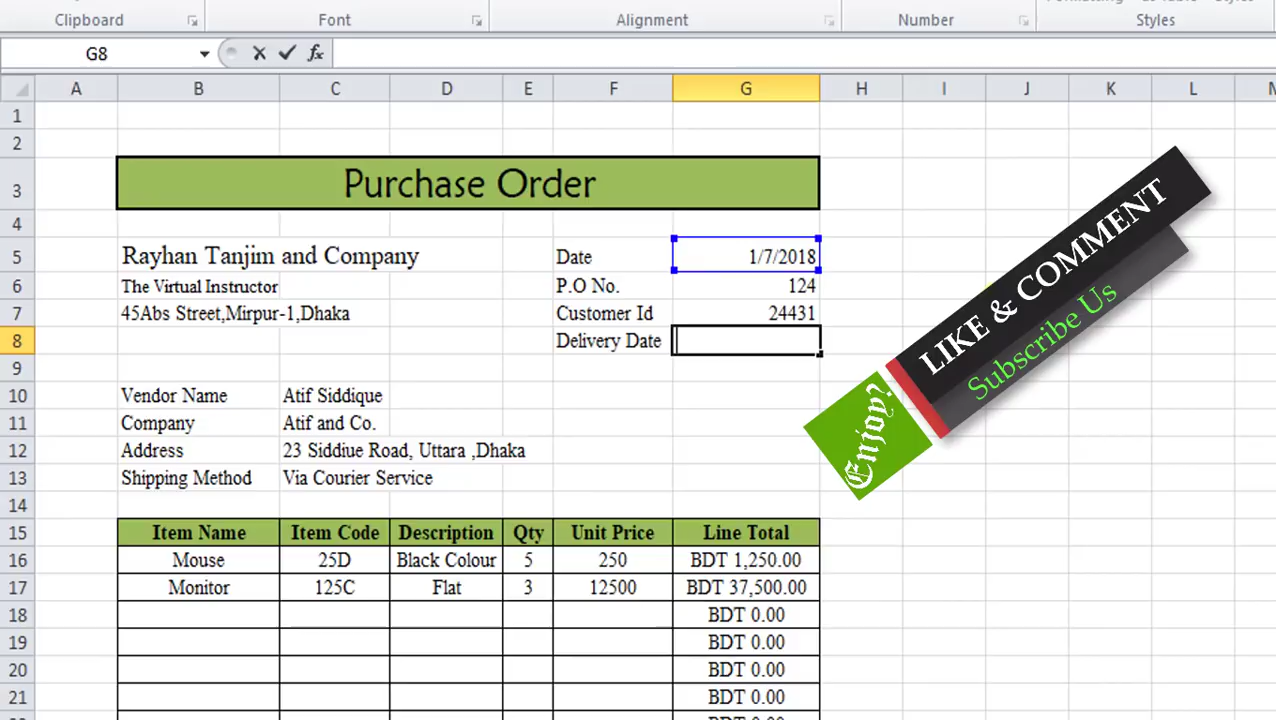 Clipboard Font Alignment Number Styles
G8 fx
A B C D E F G H I J K L
1
2
3 Purchase Order
4
5 Rayhan Tanjim and Company Date 1/7/2018
6 The Virtual Instructor P.O No. 124
7 45Abs Street,Mirpur-1,Dhaka Customer Id 24431
8 Delivery Date
9
10 Vendor Name Atif Siddique
11 Company Atif and Co.
12 Address 23 Siddiue Road, Uttara ,Dhaka
13 Shipping Method Via Courier Service
14
15 Item Name Item Code Description Qty Unit Price Line Total
16 Mouse 25D Black Colour 5 250 BDT 1,250.00
17 Monitor 125C Flat 3 12500 BDT 37,500.00
18 BDT 0.00
19 BDT 0.00
20 BDT 0.00
21 BDT 0.00
LIKE & COMMENT
Subscribe Us
Enjoy?